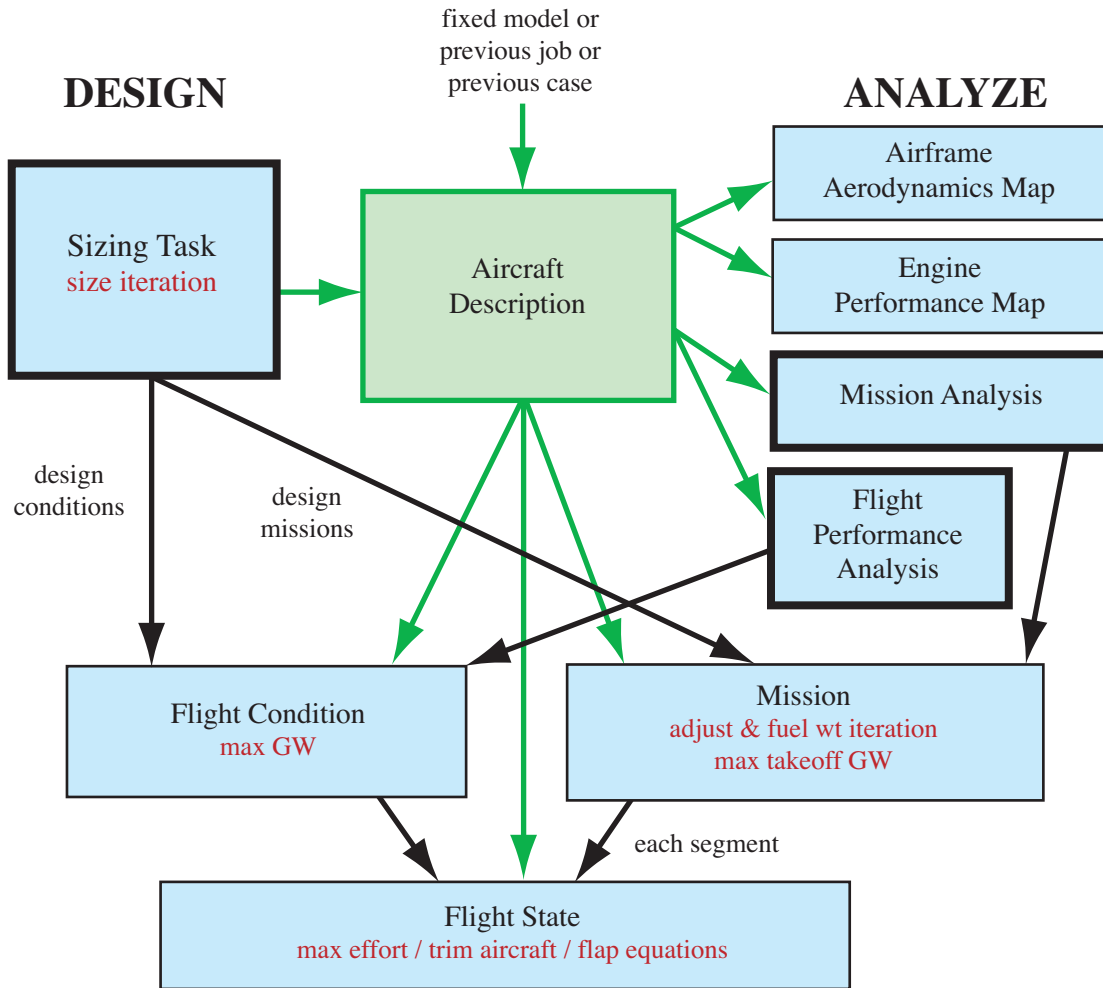 fixed model or
previous job or
previous case
DESIGN
ANALYZE
Sizing Task
size iteration
Aircraft
Description
Airframe
Aerodynamics Map
Engine
Performance Map
Mission Analysis
Flight
Performance
Analysis
design
conditions
design
missions
Flight Condition
max GW
Mission
adjust & fuel wt iteration
max takeoff GW
each segment
Flight State
max effort / trim aircraft / flap equations